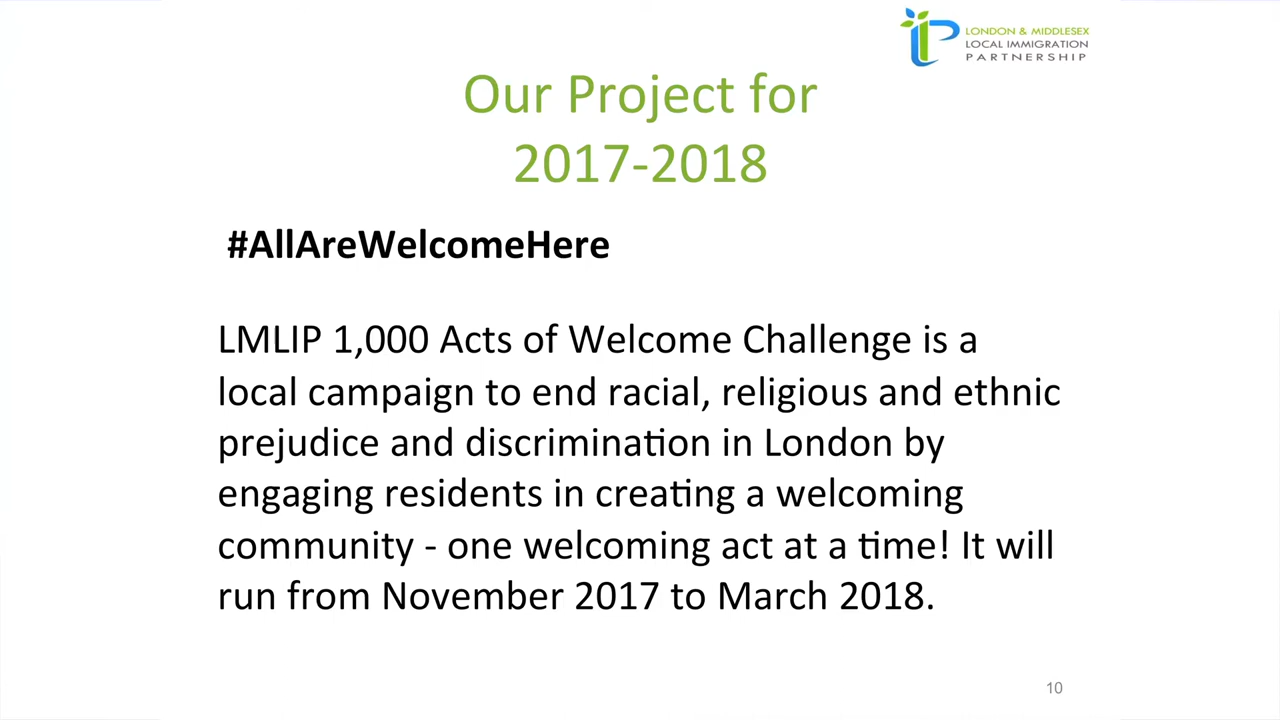 LONDON & MIDDLESEX
LOCAL IMMIGRATION
PARTNERSHIP
Our Project for
2017-2018
#AllAreWelcomeHere
LMLIP 1,000 Acts of Welcome Challenge is a
local campaign to end racial, religious and ethnic
prejudice and discrimination in London by
engaging residents in creating a welcoming
community - one welcoming act at a time! It will
run from November 2017 to March 2018.
10